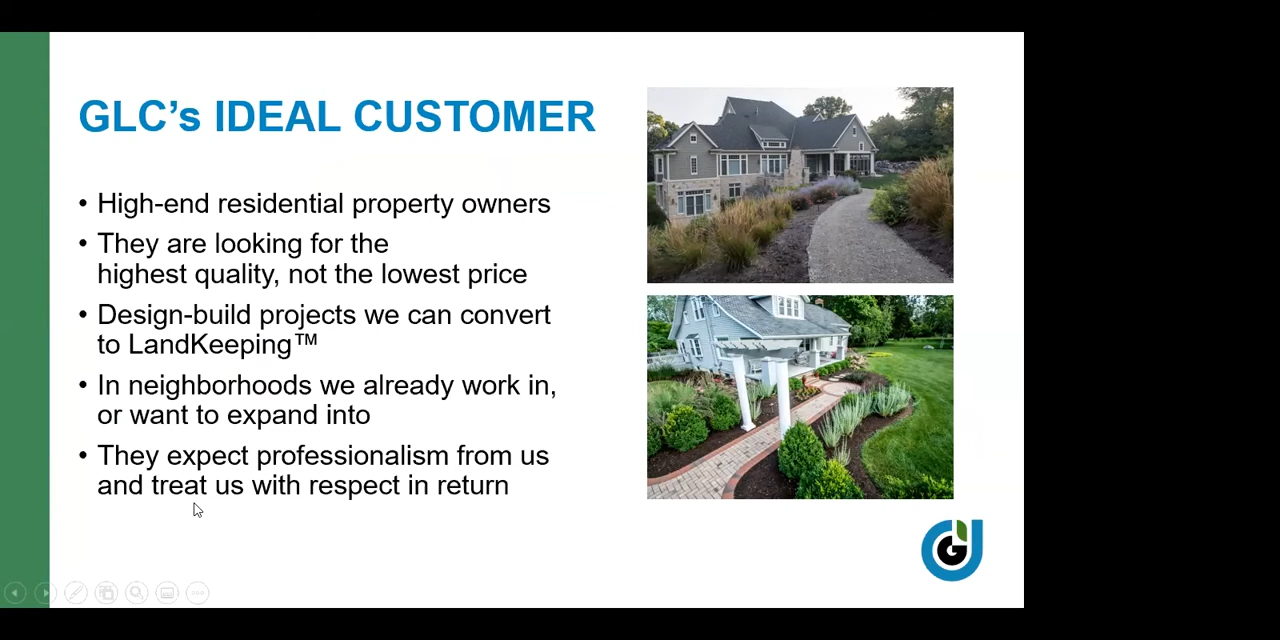 GLC’s IDEAL CUSTOMER
• High-end residential property owners
• They are looking for the
highest quality, not the lowest price
• Design-build projects we can convert
to LandKeeping™
• In neighborhoods we already work in,
or want to expand into
• They expect professionalism from us
and treat us with respect in return
G